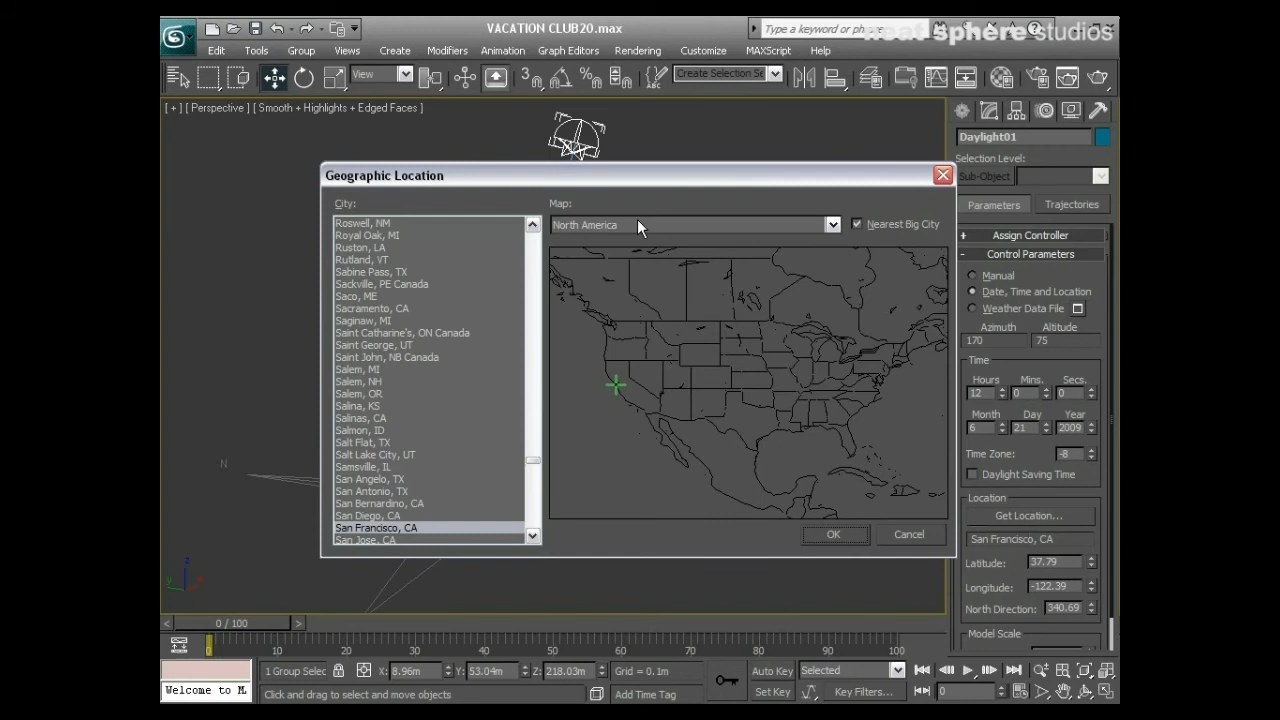 VACATION CLUB20.max
Type a keyword or phrase
neat sphere studios
Edit Tools Group Views Create Modifiers Animation Graph Editors Rendering Customize MAXScript Help
View
3
%
ABC
Create Selection Se
[ + ] [ Perspective ] [ Smooth + Highlights + Edged Faces ]
Geographic Location
City:
Roswell, NM
Royal Oak, MI
Ruston, LA
Rutland, VT
Sabine Pass, TX
Sackville, PE Canada
Saco, ME
Sacramento, CA
Saginaw, MI
Saint Catharine's, ON Canada
Saint George, UT
Saint John, NB Canada
Salem, MI
Salem, NH
Salem, OR
Salina, KS
Salinas, CA
Salmon, ID
Salt Flat, TX
Salt Lake City, UT
Samsville, IL
San Angelo, TX
San Antonio, TX
San Bernardino, CA
San Diego, CA
San Francisco, CA
San Jose, CA
Map:
North America
Nearest Big City
OK Cancel
N
z
y
x
Daylight01
Selection Level:
Sub-Object
Parameters Trajectories
+ Assign Controller
- Control Parameters
Manual
Date, Time and Location
Weather Data File
Azimuth Altitude
170 75
Time
Hours Mins. Secs.
12 0 0
Month Day Year
6 21 2009
Time Zone: -8
Daylight Saving Time
Location
Get Location...
San Francisco, CA
Latitude: 37.79
Longitude: -122.39
North Direction: 340.69
Model Scale
< 0 / 100 >
0 10 20 30 40 50 60 70 80 90 100
1 Group Selec X: 8.96m Y: 53.04m Z: 218.03m Grid = 0.1m Auto Key Selected
Welcome to M
Click and drag to select and move objects Add Time Tag Set Key Key Filters... 0